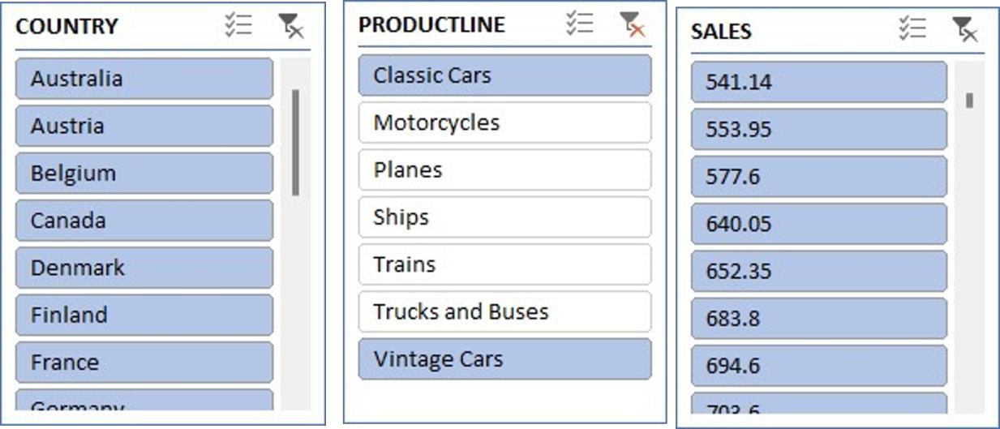 COUNTRY
Australia
Austria
Belgium
Canada
Denmark
Finland
France
Germany
PRODUCTLINE
Classic Cars
Motorcycles
Planes
Ships
Trains
Trucks and Buses
Vintage Cars
SALES
541.14
553.95
577.6
640.05
652.35
683.8
694.6
703.6